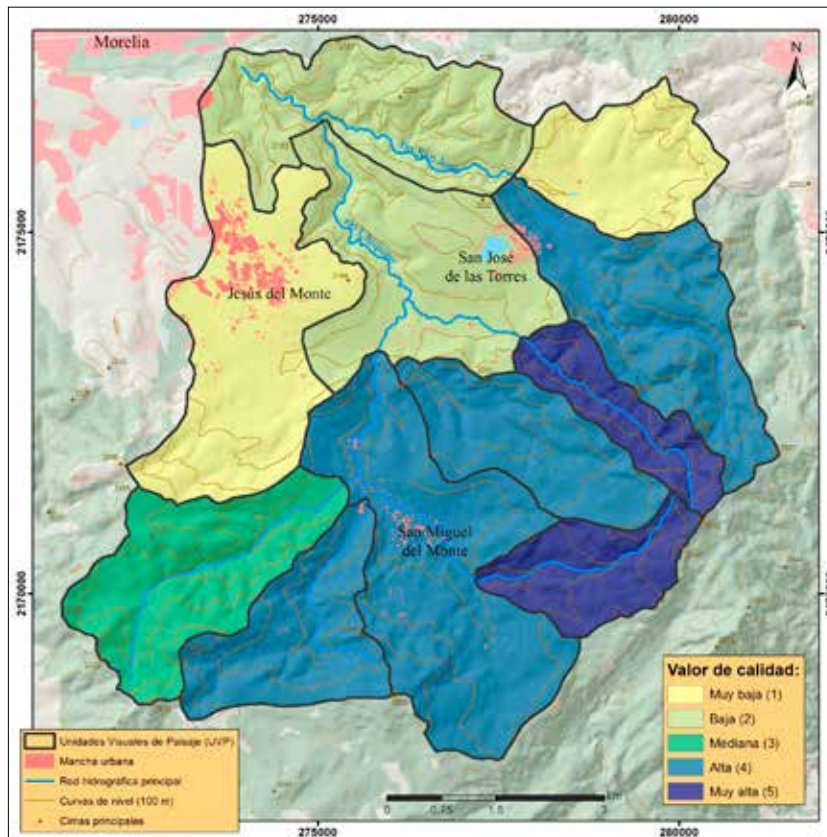 275000
280000
Morelia
N
2175000
2175000
San José
de las Torres
Jesús del Monte
San Miguel
del Monte
2170000
2170000
Valor de calidad:
Muy baja (1)
Baja (2)
Mediana (3)
Alta (4)
Muy alta (5)
Unidades Visuales de Paisaje (UVP)
Mancha urbana
Red hidrográfica principal
Curvas de nivel (100 m)
Cimas principales
km
0
0.75
1.5
3
275000
280000